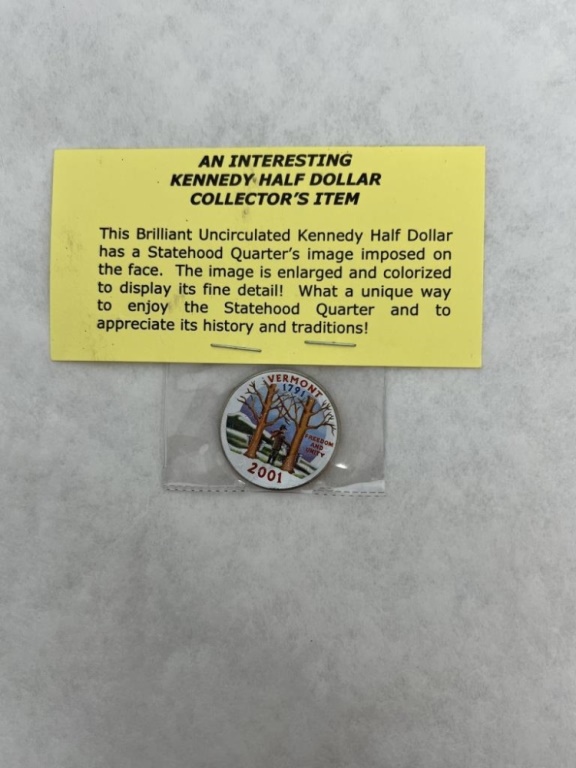 AN INTERESTING
KENNEDY HALF DOLLAR
COLLECTOR'S ITEM
This Brilliant Uncirculated Kennedy Half Dollar
has a Statehood Quarter's image imposed on
the face. The image is enlarged and colorized
to display its fine detail! What a unique way
to enjoy the Statehood Quarter and to
appreciate its history and traditions!
VERMONT
1791
FREEDOM
AND
UNITY
2001